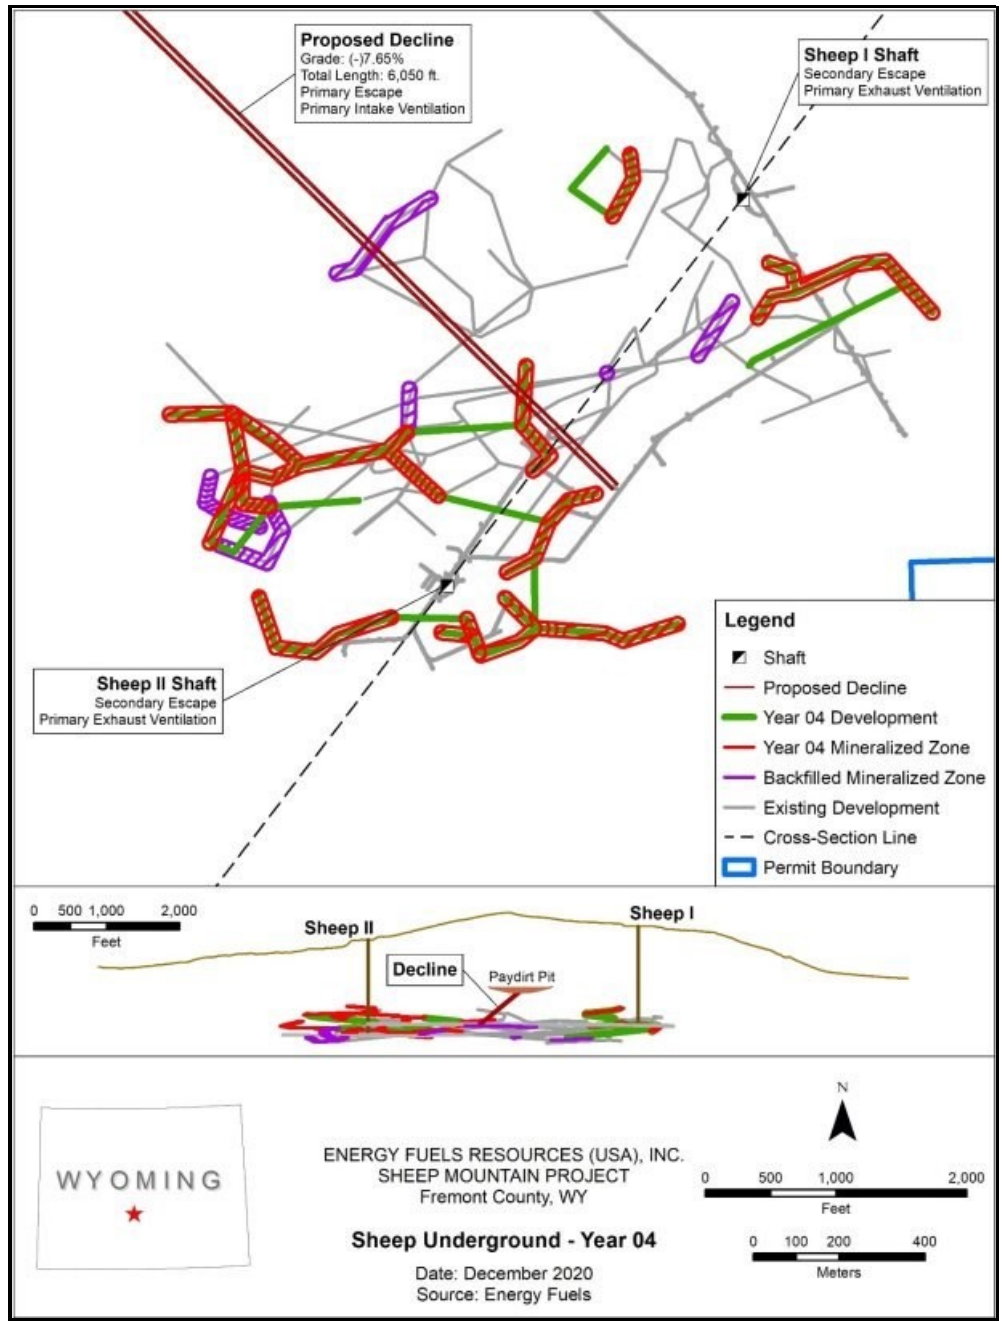 Proposed Decline
Grade: (-)7.65%
Total Length: 6,050 ft.
Primary Escape
Primary Intake Ventilation
Sheep I Shaft
Secondary Escape
Primary Exhaust Ventilation
Sheep II Shaft
Secondary Escape
Primary Exhaust Ventilation
Legend
Shaft
Proposed Decline
Year 04 Development
Year 04 Mineralized Zone
Backfilled Mineralized Zone
Existing Development
Cross-Section Line
Permit Boundary
0 500 1,000 2,000
Feet
Sheep II
Sheep I
Decline
Paydirt Pit
WYOMING
ENERGY FUELS RESOURCES (USA), INC.
SHEEP MOUNTAIN PROJECT
Fremont County, WY
Sheep Underground - Year 04
Date: December 2020
Source: Energy Fuels
N
0 500 1,000 2,000
Feet
0 100 200 400
Meters